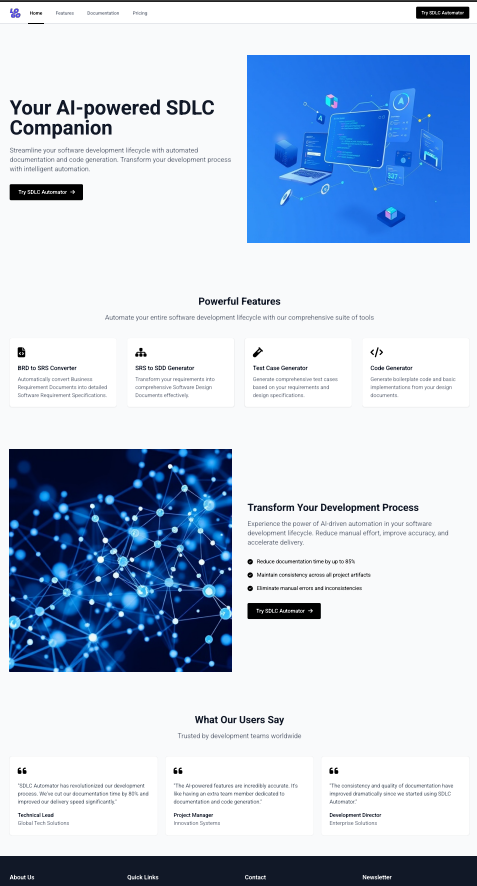 LO
GO
Home Features Documentation Pricing Try SDLC Automator
Your AI-powered SDLC
Companion
Streamline your software development lifecycle with automated
documentation and code generation. Transform your development process
with intelligent automation.
Try SDLC Automator
Powerful Features
Automate your entire software development lifecycle with our comprehensive suite of tools
BRD to SRS Converter
Automatically convert Business
Requirement Documents into detailed
Software Requirement Specifications.
SRS to SDD Generator
Transform your requirements into
comprehensive Software Design
Documents effectively.
Test Case Generator
Generate comprehensive test cases
based on your requirements and
design specifications.
Code Generator
Generate boilerplate code and basic
implementations from your design
documents.
Transform Your Development Process
Experience the power of AI-driven automation in your software
development lifecycle. Reduce manual effort, improve accuracy, and
accelerate delivery.
Reduce documentation time by up to 85%
Maintain consistency across all project artifacts
Eliminate manual errors and inconsistencies
Try SDLC Automator
What Our Users Say
Trusted by development teams worldwide
"SDLC Automator has revolutionized our development
process. We've cut our documentation time by 80% and
improved our delivery speed significantly."
Technical Lead
Global Tech Solutions
"The AI-powered features are incredibly accurate. It's
like having an extra team member dedicated to
documentation and code generation."
Project Manager
Innovation Systems
"The consistency and quality of documentation have
improved dramatically since we started using SDLC
Automator."
Development Director
Enterprise Solutions
About Us Quick Links Contact Newsletter